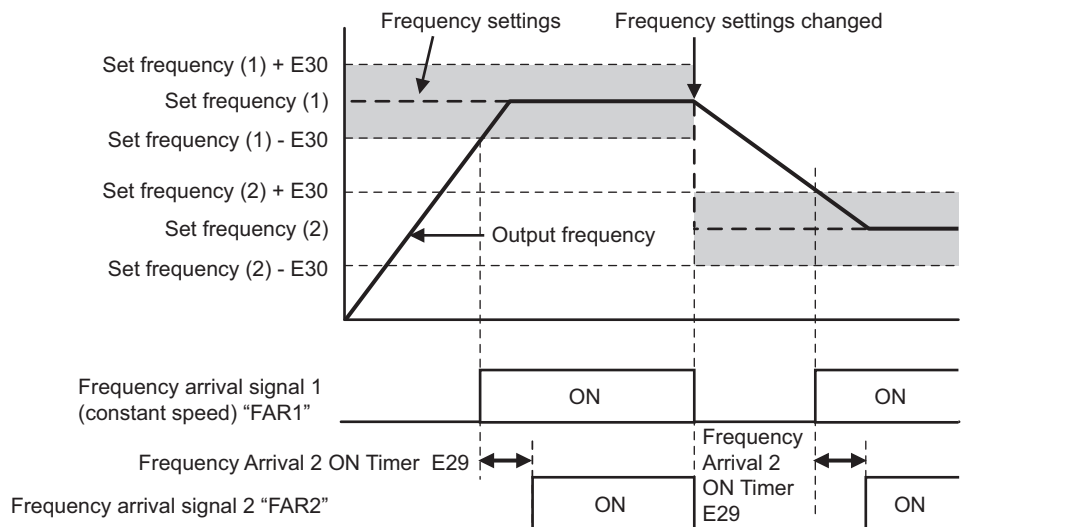 Frequency settings
Frequency settings changed
Set frequency (1) + E30
Set frequency (1)
Set frequency (1) - E30
Set frequency (2) + E30
Set frequency (2)
Output frequency
Set frequency (2) - E30
Frequency arrival signal 1
(constant speed) “FAR1”
ON
ON
Frequency Arrival 2 ON Timer E29
Frequency
Arrival 2
ON Timer
E29
Frequency arrival signal 2 “FAR2”
ON
ON